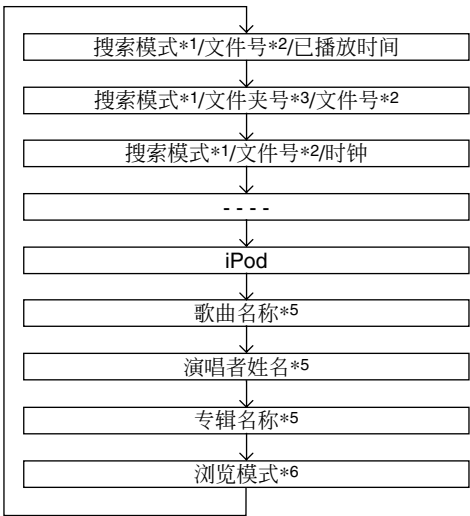 搜索模式*1/文件号*2/已播放时间
搜索模式*1/文件夹号*3/文件号*2
搜索模式*1/文件号*2/时钟
- - - -
iPod
歌曲名称*5
演唱者姓名*5
专辑名称*5
浏览模式*6